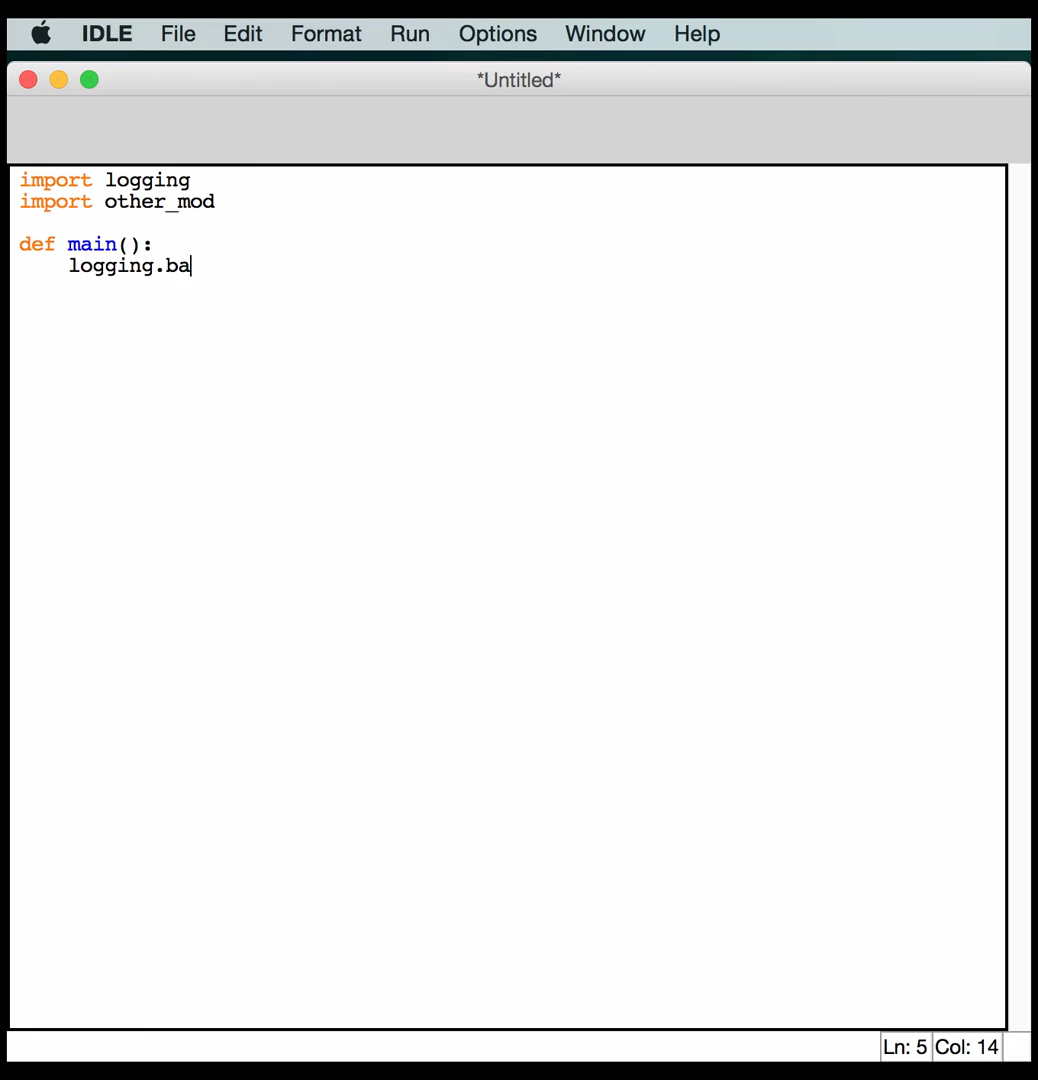 IDLE File Edit Format Run Options Window Help
*Untitled*
import logging
import other_mod
def main():
    logging.ba
Ln: 5 Col: 14